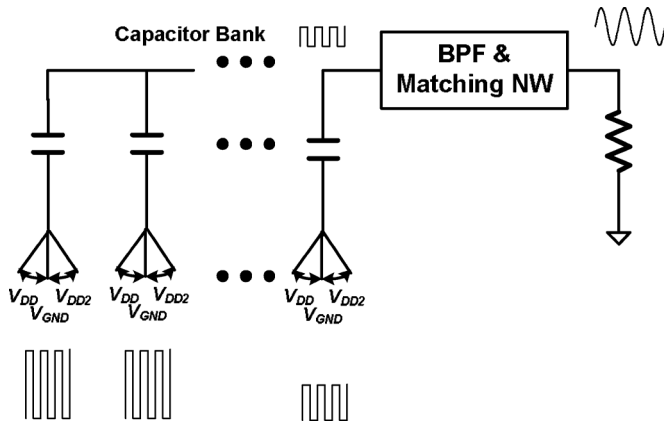 Capacitor Bank
BPF &
Matching NW
VDD VDD2
VGND
VDD VDD2
VGND
VDD VDD2
VGND